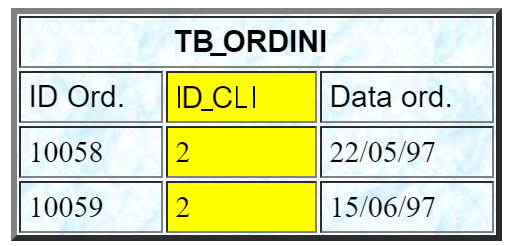 TB_ORDINI
ID Ord. ID_CLI Data ord.
10058 2 22/05/97
10059 2 15/06/97